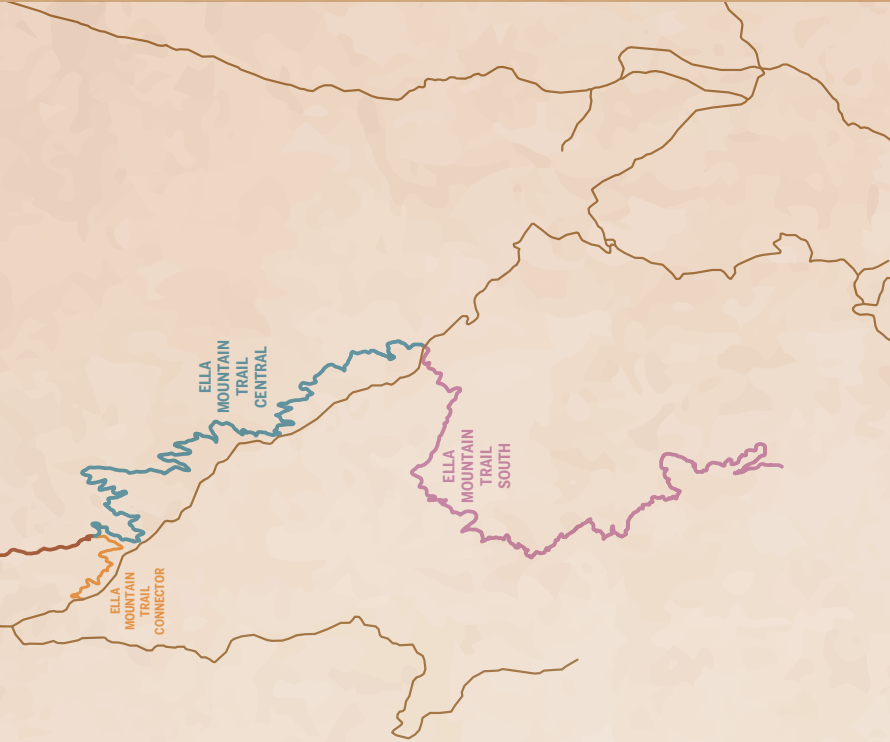 ELLA
MOUNTAIN
TRAIL
CENTRAL
ELLA
MOUNTAIN
TRAIL
SOUTH
ELLA
MOUNTAIN
TRAIL
CONNECTOR